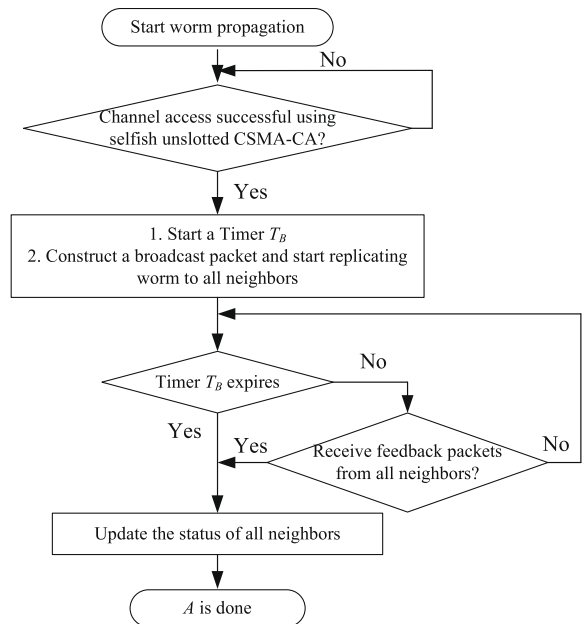 Start worm propagation
No
Channel access successful using
selfish unslotted CSMA-CA?
Yes
1. Start a Timer T_B
2. Construct a broadcast packet and start replicating
worm to all neighbors
No
Timer T_B expires
Yes
Yes
Receive feedback packets
from all neighbors?
No
Update the status of all neighbors
A is done